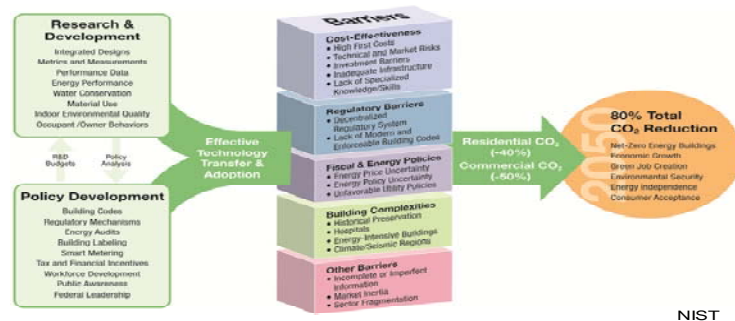 Research &
Development
Integrated Designs
Metrics and Measurements
Performance Data
Energy Performance
Water Conservation
Material Use
Indoor Environmental Quality
Occupant /Owner Behaviors
R&D
Budgets
Policy
Analysis
Policy Development
Building Codes
Regulatory Mechanisms
Energy Audits
Building Labeling
Smart Metering
Tax and Financial Incentives
Workforce Development
Public Awareness
Federal Leadership
Effective
Technology
Transfer &
Adoption
Barriers
Cost-Effectiveness
• High First Costs
• Technical and Market Risks
• Investment Barriers
• Inadequate Infrastructure
• Lack of Specialized
Knowledge/Skills
Regulatory Barriers
• Decentralized
Regulatory System
• Lack of Modern and
Enforceable Building Codes
Fiscal & Energy Policies
• Energy Price Uncertainty
• Energy Policy Uncertainty
• Unfavorable Utility Policies
Building Complexities
• Historical Preservation
• Hospitals
• Energy-Intensive Buildings
• Climate/Seismic Regions
Other Barriers
• Incomplete or Imperfect
Information
• Market Inertia
• Sector Fragmentation
Residential CO₂
(-40%)
Commercial CO₂
(-50%)
2050
80% Total
CO₂ Reduction
Net-Zero Energy Buildings
Economic Growth
Green Job Creation
Environmental Security
Energy Independence
Consumer Acceptance
NIST